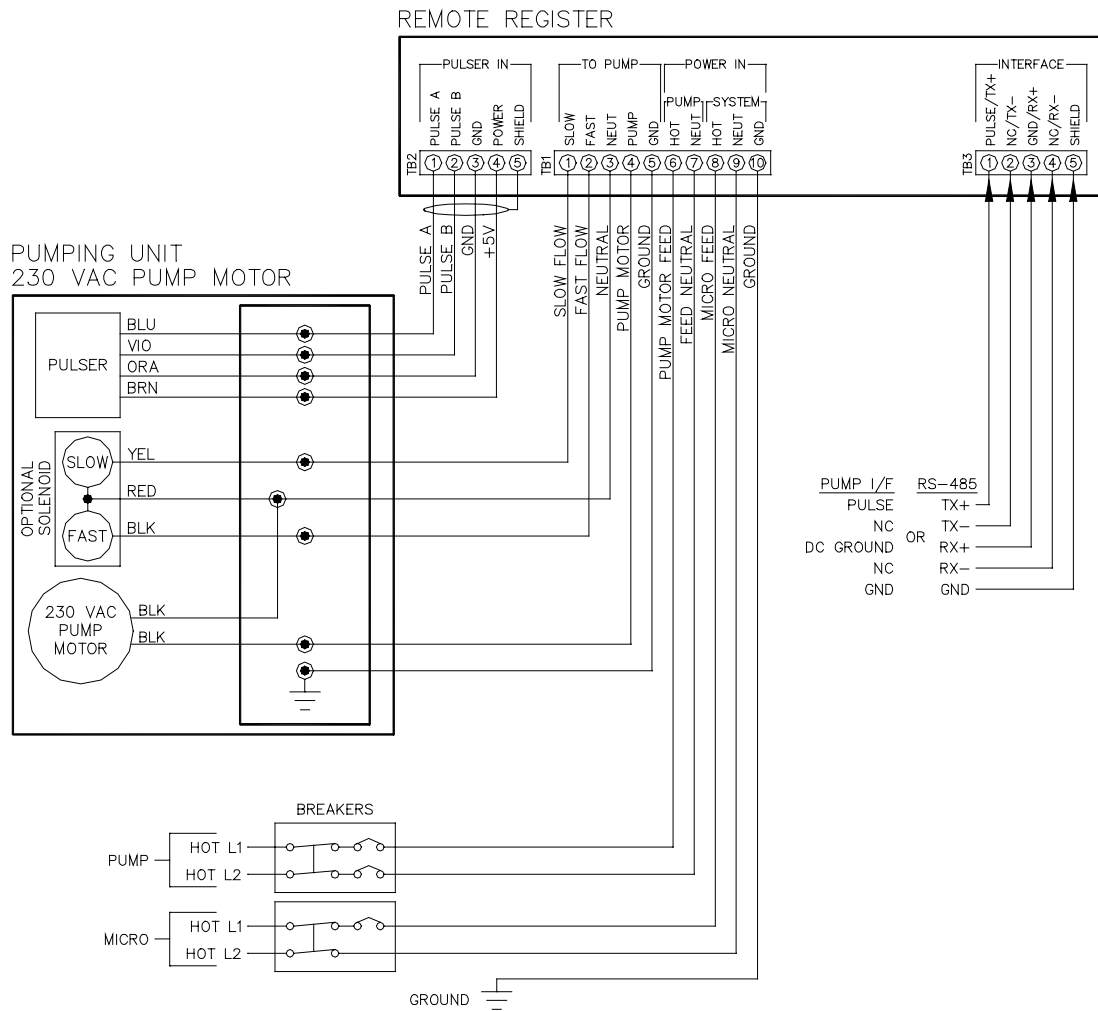 REMOTE REGISTER
PULSER IN
TO PUMP
POWER IN
INTERFACE
PUMP
SYSTEM
PULSE A
PULSE B
GND
POWER
SHIELD
SLOW
FAST
NEUT
PUMP
GND
HOT
NEUT
HOT
NEUT
GND
PULSE/TX+
NC/TX-
GND/RX+
NC/RX-
SHIELD
TB2
1 2 3 4 5
TB1
1 2 3 4 5 6 7 8 9 10
TB3
1 2 3 4 5
PULSE A
PULSE B
GND
+5V
SLOW FLOW
FAST FLOW
NEUTRAL
PUMP MOTOR
GROUND
PUMP MOTOR FEED
FEED NEUTRAL
MICRO FEED
MICRO NEUTRAL
GROUND
PUMPING UNIT
230 VAC PUMP MOTOR
PULSER
BLU
VIO
ORA
BRN
OPTIONAL
SOLENOID
SLOW
YEL
RED
FAST
BLK
230 VAC
PUMP
MOTOR
BLK
BLK
PUMP I/F RS-485
PULSE TX+
NC TX-
OR
DC GROUND RX+
NC RX-
GND GND
BREAKERS
PUMP
HOT L1
HOT L2
MICRO
HOT L1
HOT L2
GROUND